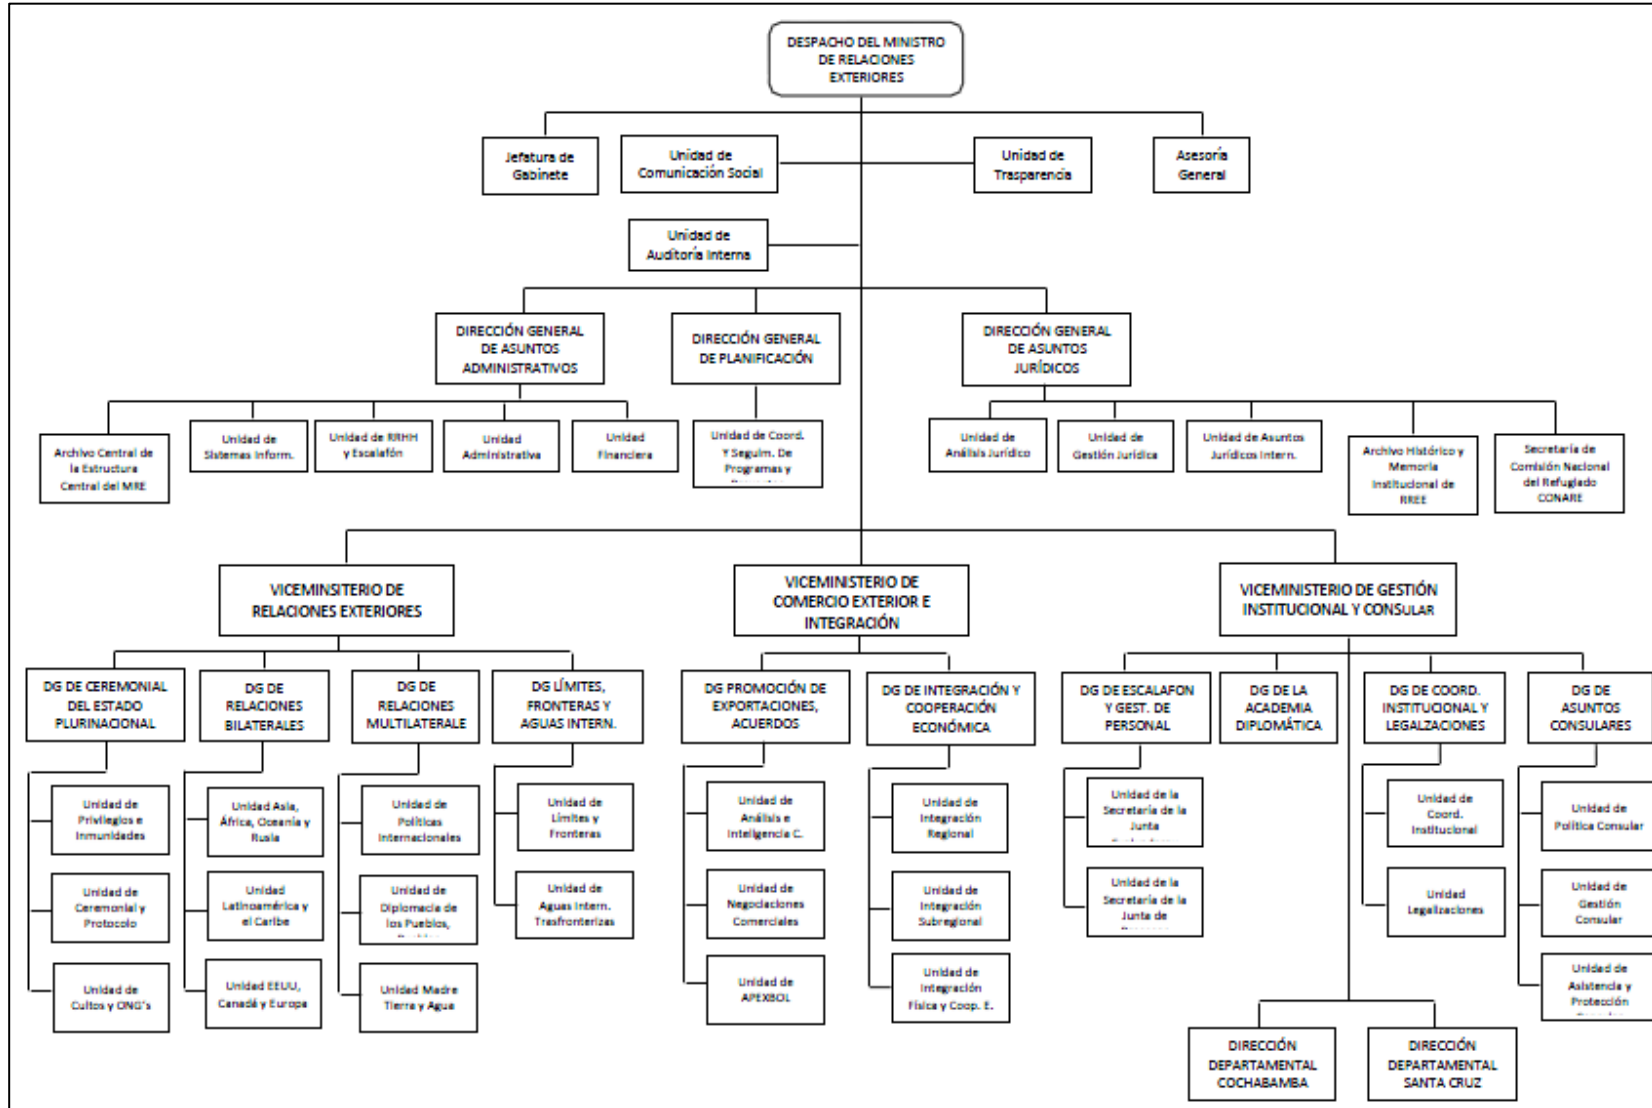 DESPACHO DEL MINISTRO
DE RELACIONES
EXTERIORES
Jefatura de
Gabinete
Unidad de
Comunicación Social
Unidad de
Trasparencia
Asesoría
General
Unidad de
Auditoría Interna
DIRECCIÓN GENERAL
DE ASUNTOS
ADMINISTRATIVOS
DIRECCIÓN GENERAL
DE PLANIFICACIÓN
DIRECCIÓN GENERAL
DE ASUNTOS
JURÍDICOS
Archivo Central de
la Estructura
Central del MRE
Unidad de
Sistemas Inform.
Unidad de RRHH
y Escalafón
Unidad
Administrativa
Unidad
Financiera
Unidad de Coord.
Y Seguim. De
Programas y
Unidad de
Análisis Jurídico
Unidad de
Gestión Jurídica
Unidad de Asuntos
Jurídicos Intern.
Archivo Histórico y
Memoria
Institucional de
RREE
Secretaría de
Comisión Nacional
del Refugiado
CONARE
VICEMINSITERIO DE
RELACIONES EXTERIORES
VICEMINISTERIO DE
COMERCIO EXTERIOR E
INTEGRACIÓN
VICEMINISTERIO DE GESTIÓN
INSTITUCIONAL Y CONSULAR
DG DE CEREMONIAL
DEL ESTADO
PLURINACIONAL
DG DE
RELACIONES
BILATERALES
DG DE
RELACIONES
MULTILATERALE
DG LÍMITES,
FRONTERAS Y
AGUAS INTERN.
DG PROMOCIÓN DE
EXPORTACIONES,
ACUERDOS
DG DE INTEGRACIÓN Y
COOPERACIÓN
ECONÓMICA
DG DE ESCALAFON
Y GEST. DE
PERSONAL
DG DE LA
ACADEMIA
DIPLOMÁTICA
DG DE COORD.
INSTITUCIONAL Y
LEGALZACIONES
DG DE
ASUNTOS
CONSULARES
Unidad de
Privilegios e
Inmunidades
Unidad Asia,
África, Oceanía y
Rusia
Unidad de
Políticas
Internacionales
Unidad de
Límites y
Fronteras
Unidad de
Análisis e
Inteligencia C.
Unidad de
Integración
Regional
Unidad de la
Secretaría de la
Junta
Unidad de
Coord.
Institucional
Unidad de
Política Consular
Unidad de
Ceremonial y
Protocolo
Unidad
Latinoamérica y
el Caribe
Unidad de
Diplomacia de
los Pueblos,
Unidad de
Aguas Intern.
Trasfronterizas
Unidad de
Negociaciones
Comerciales
Unidad de
Integración
Subregional
Unidad de la
Secretaría de la
Junta de
Unidad
Legalizaciones
Unidad de
Gestión
Consular
Unidad de
Cultos y ONG's
Unidad EEUU,
Canadá y Europa
Unidad Madre
Tierra y Agua
Unidad de
APEXBOL
Unidad de
Integración
Física y Coop. E.
Unidad de
Asistencia y
Protección
DIRECCIÓN
DEPARTAMENTAL
COCHABAMBA
DIRECCIÓN
DEPARTAMENTAL
SANTA CRUZ